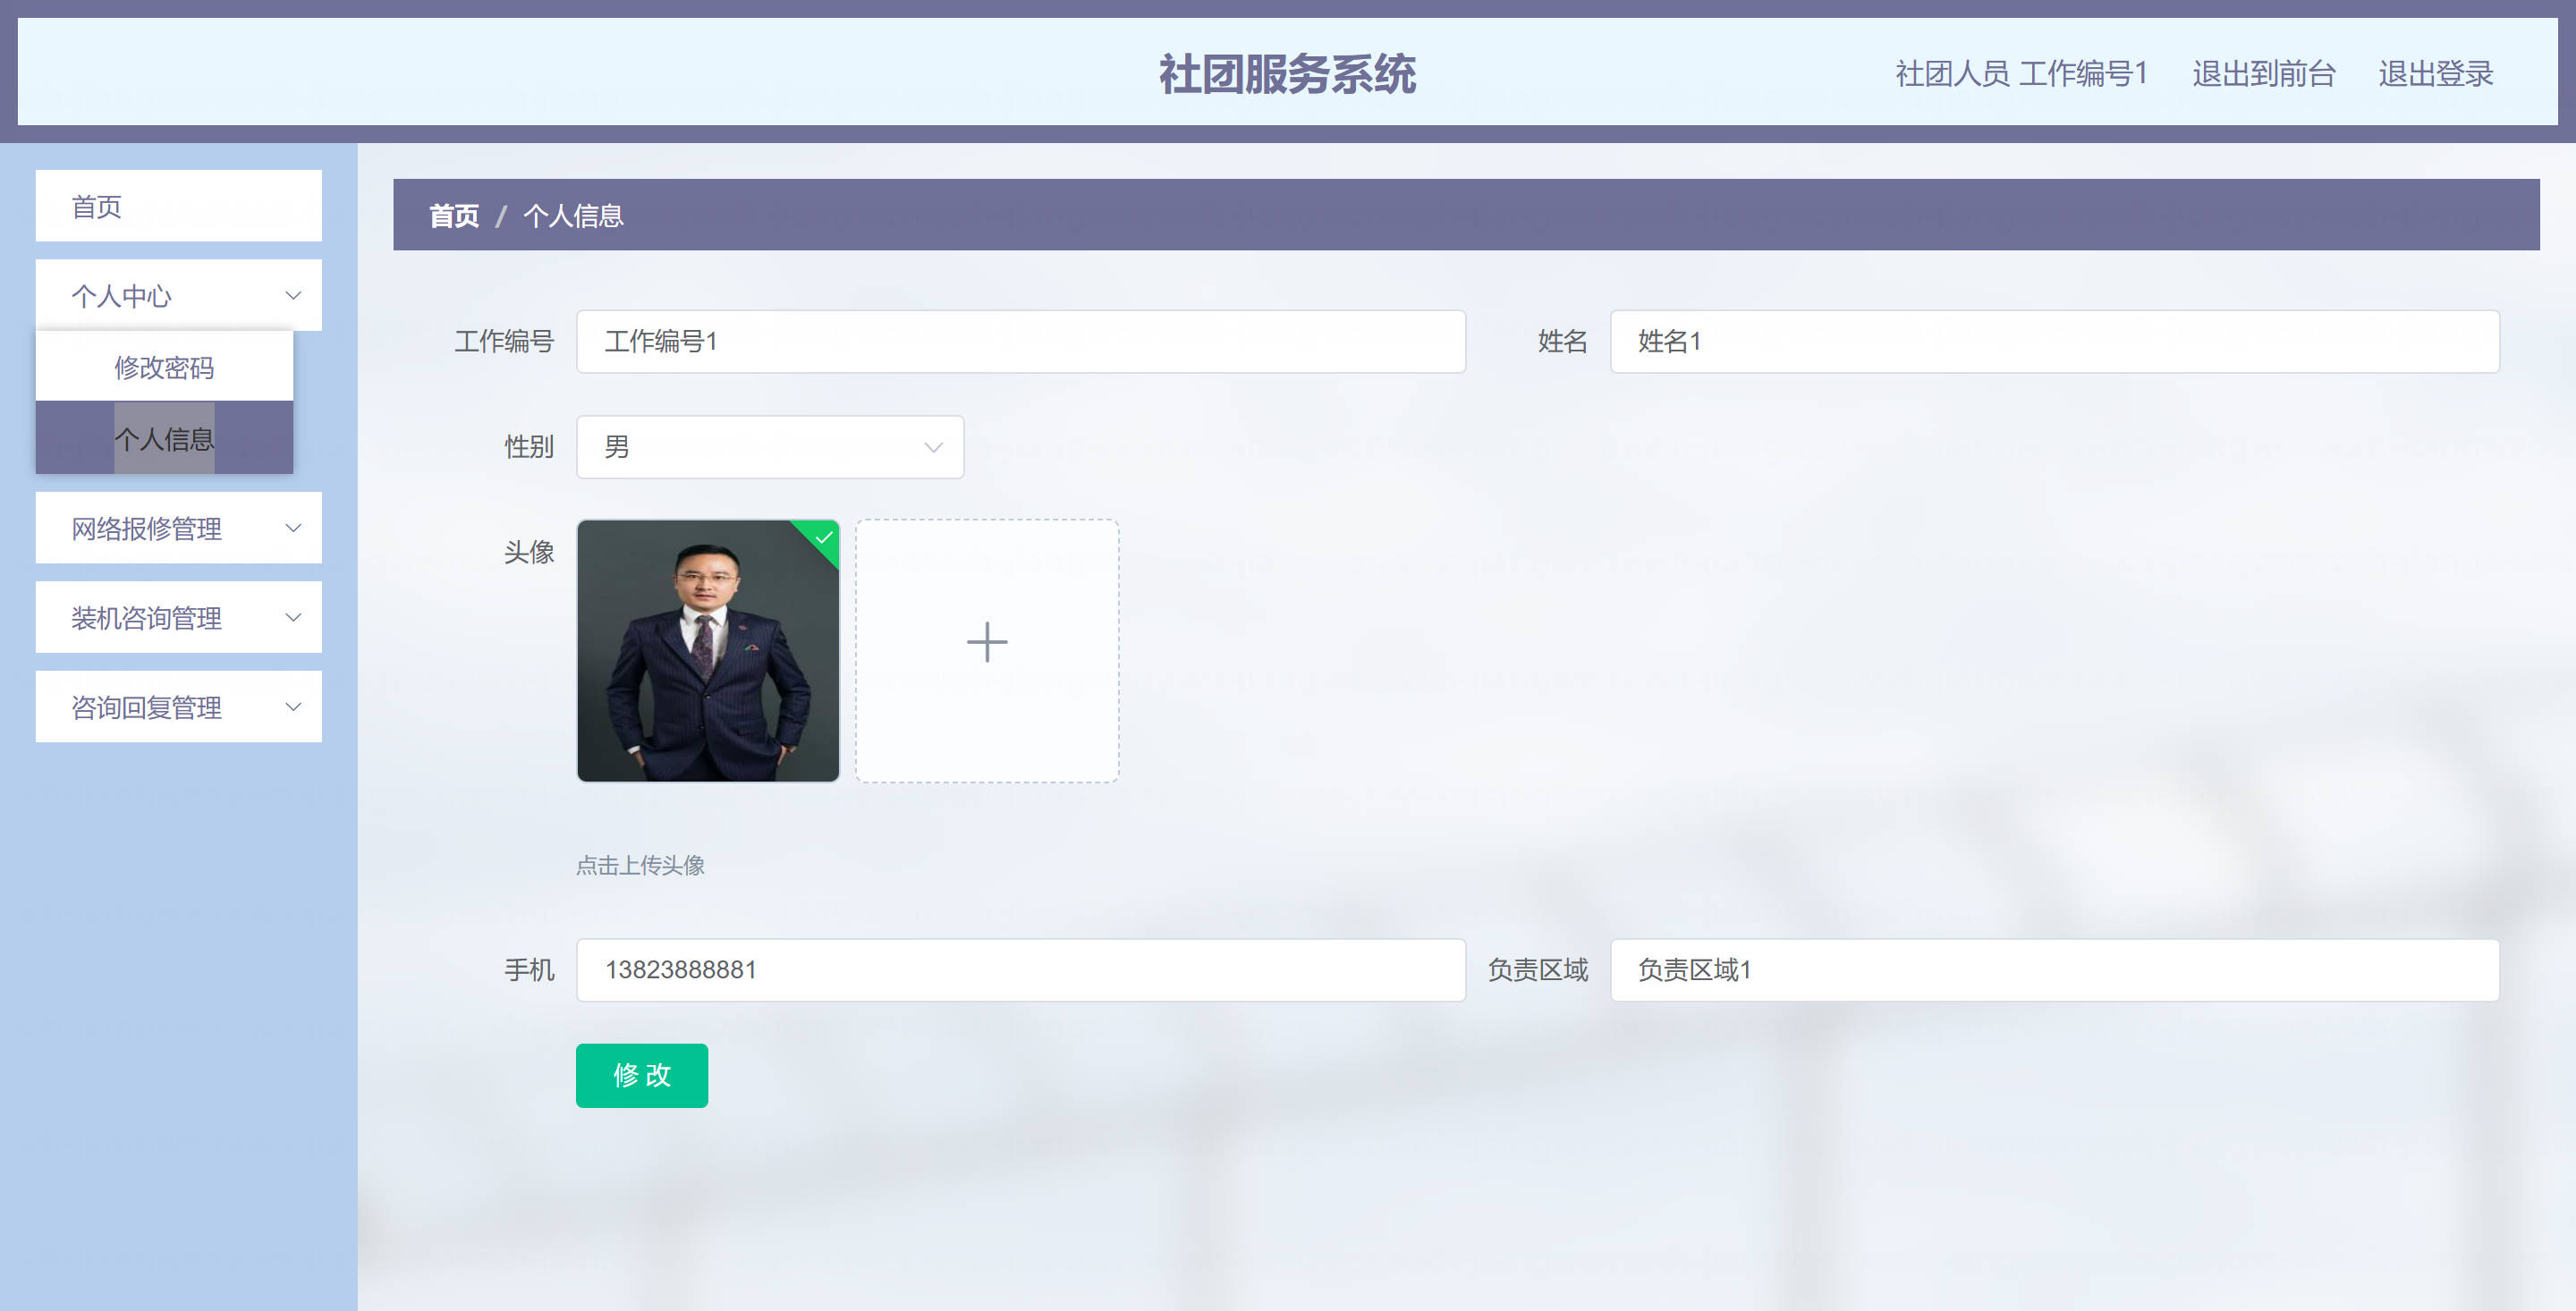 社团服务系统
社团人员 工作编号1 退出到前台 退出登录
首页
个人中心
修改密码
个人信息
网络报修管理
装机咨询管理
咨询回复管理
首页 / 个人信息
工作编号 工作编号1 姓名 姓名1
性别 男
头像
点击上传头像
手机 13823888881 负责区域 负责区域1
修 改